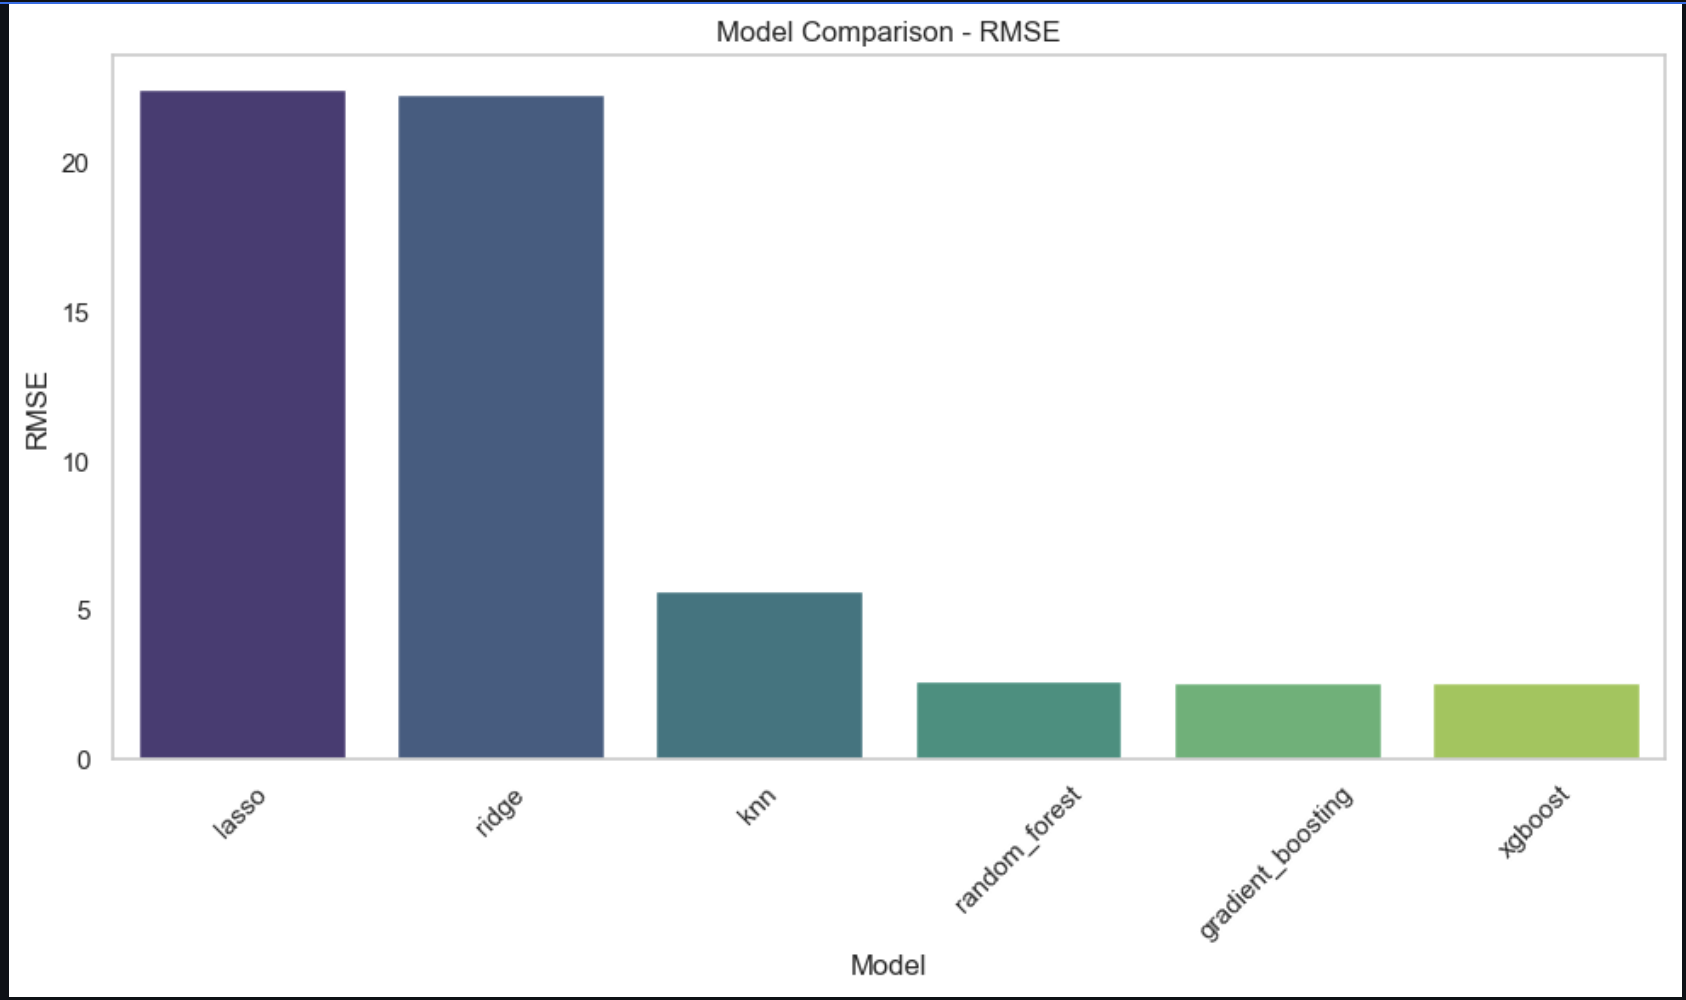 Model Comparison - RMSE
RMSE
20
15
10
5
0
lasso
ridge
knn
random_forest
gradient_boosting
xgboost
Model